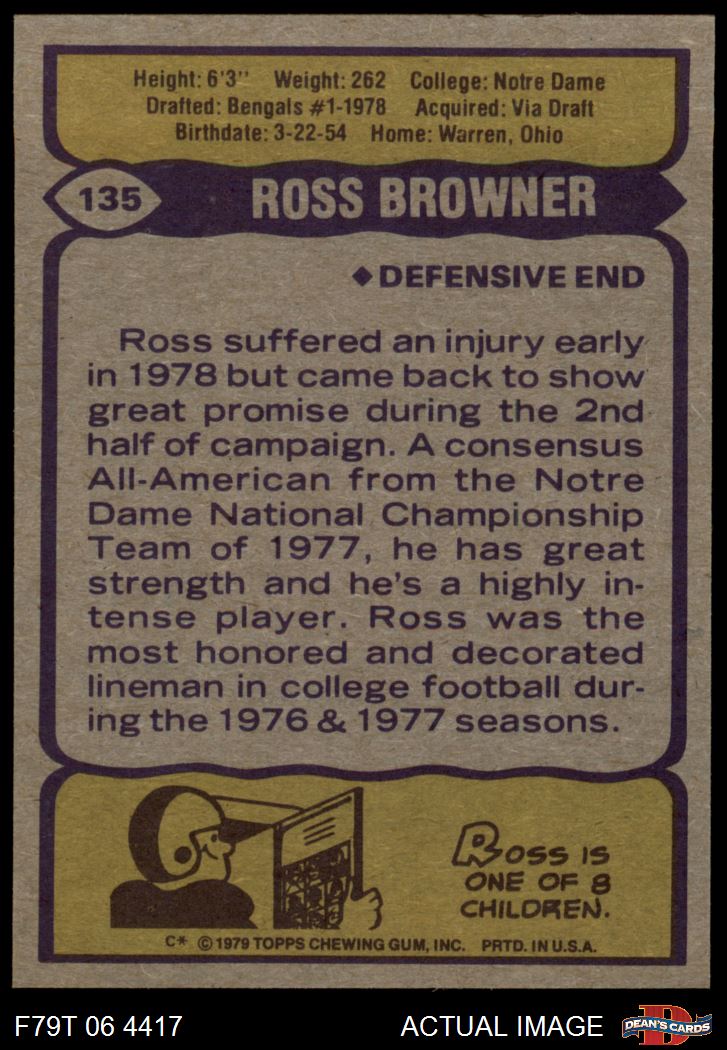 Height: 6'3" Weight: 262 College: Notre Dame
Drafted: Bengals #1-1978 Acquired: Via Draft
Birthdate: 3-22-54 Home: Warren, Ohio
135 ROSS BROWNER
◆ DEFENSIVE END
Ross suffered an injury early
in 1978 but came back to show
great promise during the 2nd
half of campaign. A consensus
All-American from the Notre
Dame National Championship
Team of 1977, he has great
strength and he's a highly in-
tense player. Ross was the
most honored and decorated
lineman in college football dur-
ing the 1976 & 1977 seasons.
ROSS IS
ONE OF 8
CHILDREN.
C* © 1979 TOPPS CHEWING GUM, INC. PRTD. IN U.S.A.
F79T 06 4417 ACTUAL IMAGE D DEAN'S CARDS